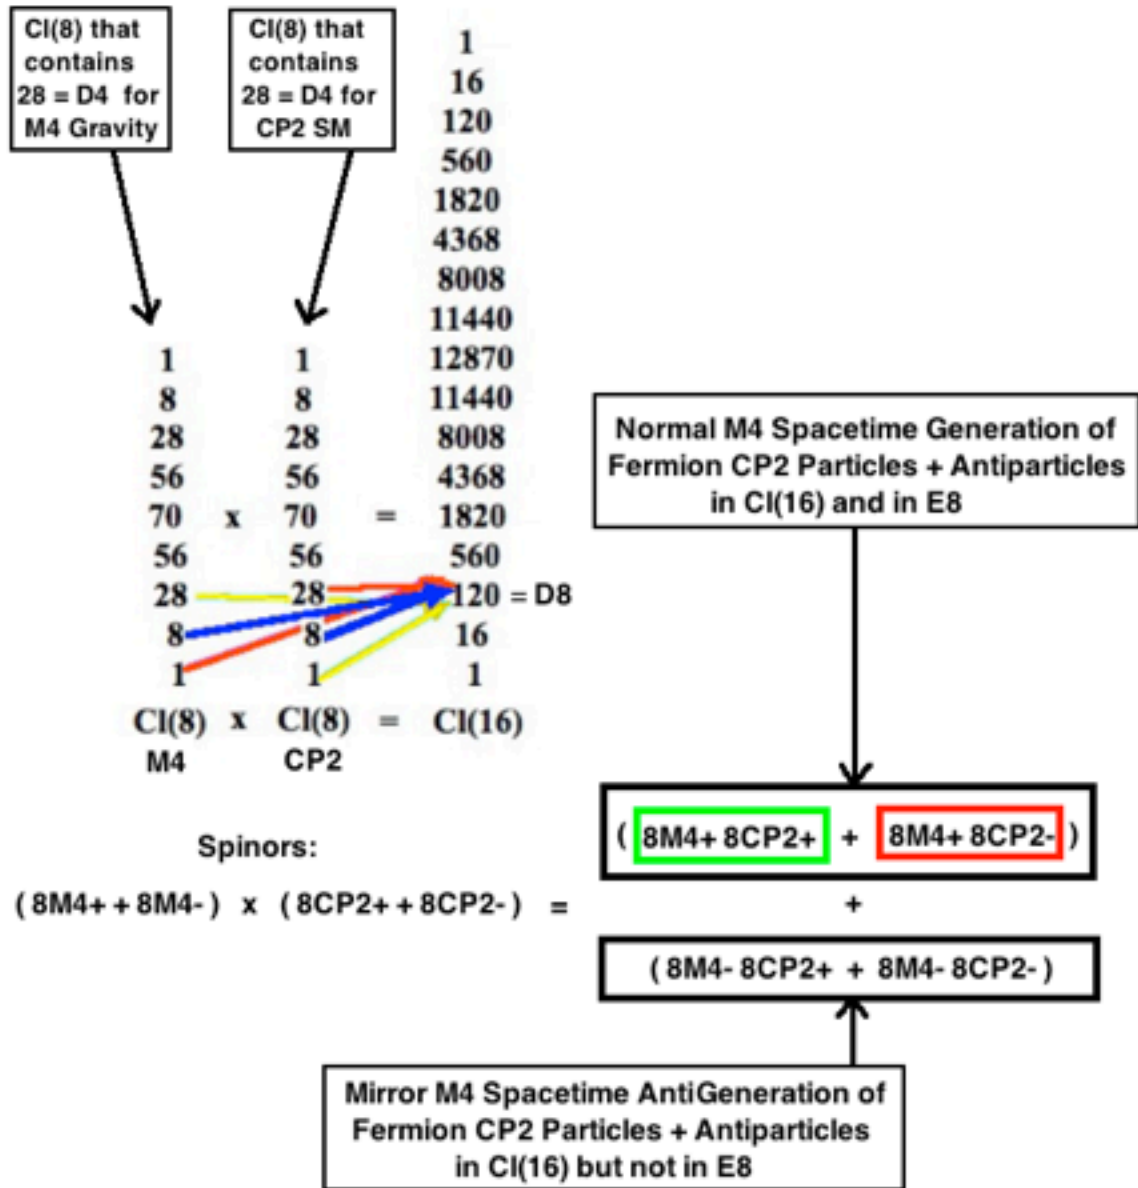 Cl(8) that
contains
28 = D4 for
M4 Gravity
Cl(8) that
contains
28 = D4 for
CP2 SM
1
16
120
560
1820
4368
8008
11440
1 1 12870
8 8 11440
28 28 8008
56 56 4368
70 x 70 = 1820
56 56 560
28 28 120 = D8
8 8 16
1 1 1
Cl(8) x Cl(8) = Cl(16)
M4 CP2
Normal M4 Spacetime Generation of
Fermion CP2 Particles + Antiparticles
in Cl(16) and in E8
Spinors:
( 8M4+ + 8M4- ) x ( 8CP2+ + 8CP2- ) =
( 8M4+ 8CP2+ + 8M4+ 8CP2- )
+
( 8M4- 8CP2+ + 8M4- 8CP2- )
Mirror M4 Spacetime AntiGeneration of
Fermion CP2 Particles + Antiparticles
in Cl(16) but not in E8